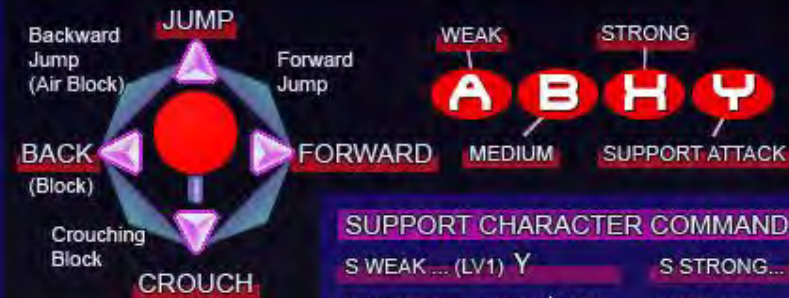 JUMP
Backward
Jump
(Air Block)
Forward
Jump
BACK
(Block)
FORWARD
Crouching
Block
CROUCH
WEAK
STRONG
A B X Y
MEDIUM
SUPPORT ATTACK
SUPPORT CHARACTER COMMAND
S WEAK ... (LV1) Y
S STRONG...